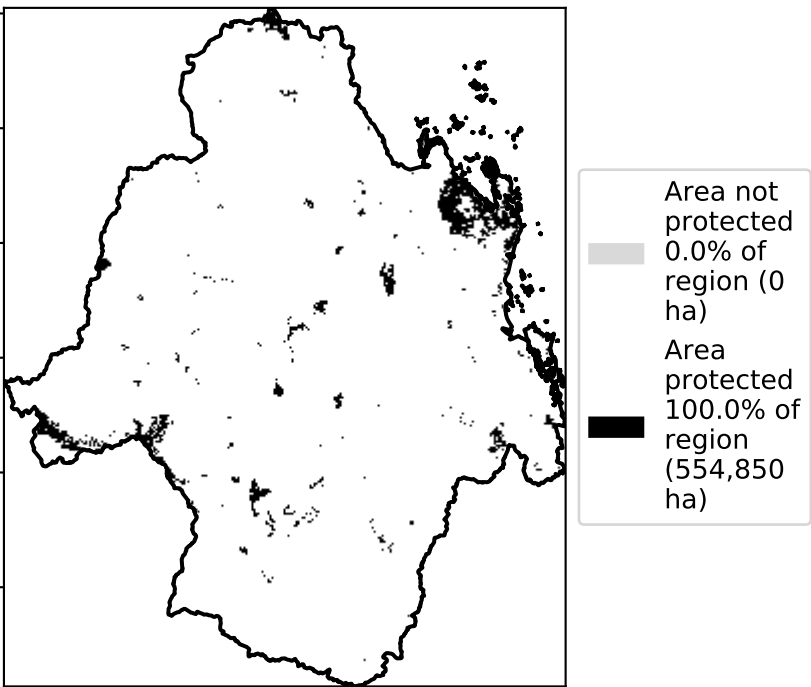 Area not
protected
0.0% of
region (0
ha)
Area
protected
100.0% of
region
(554,850
ha)